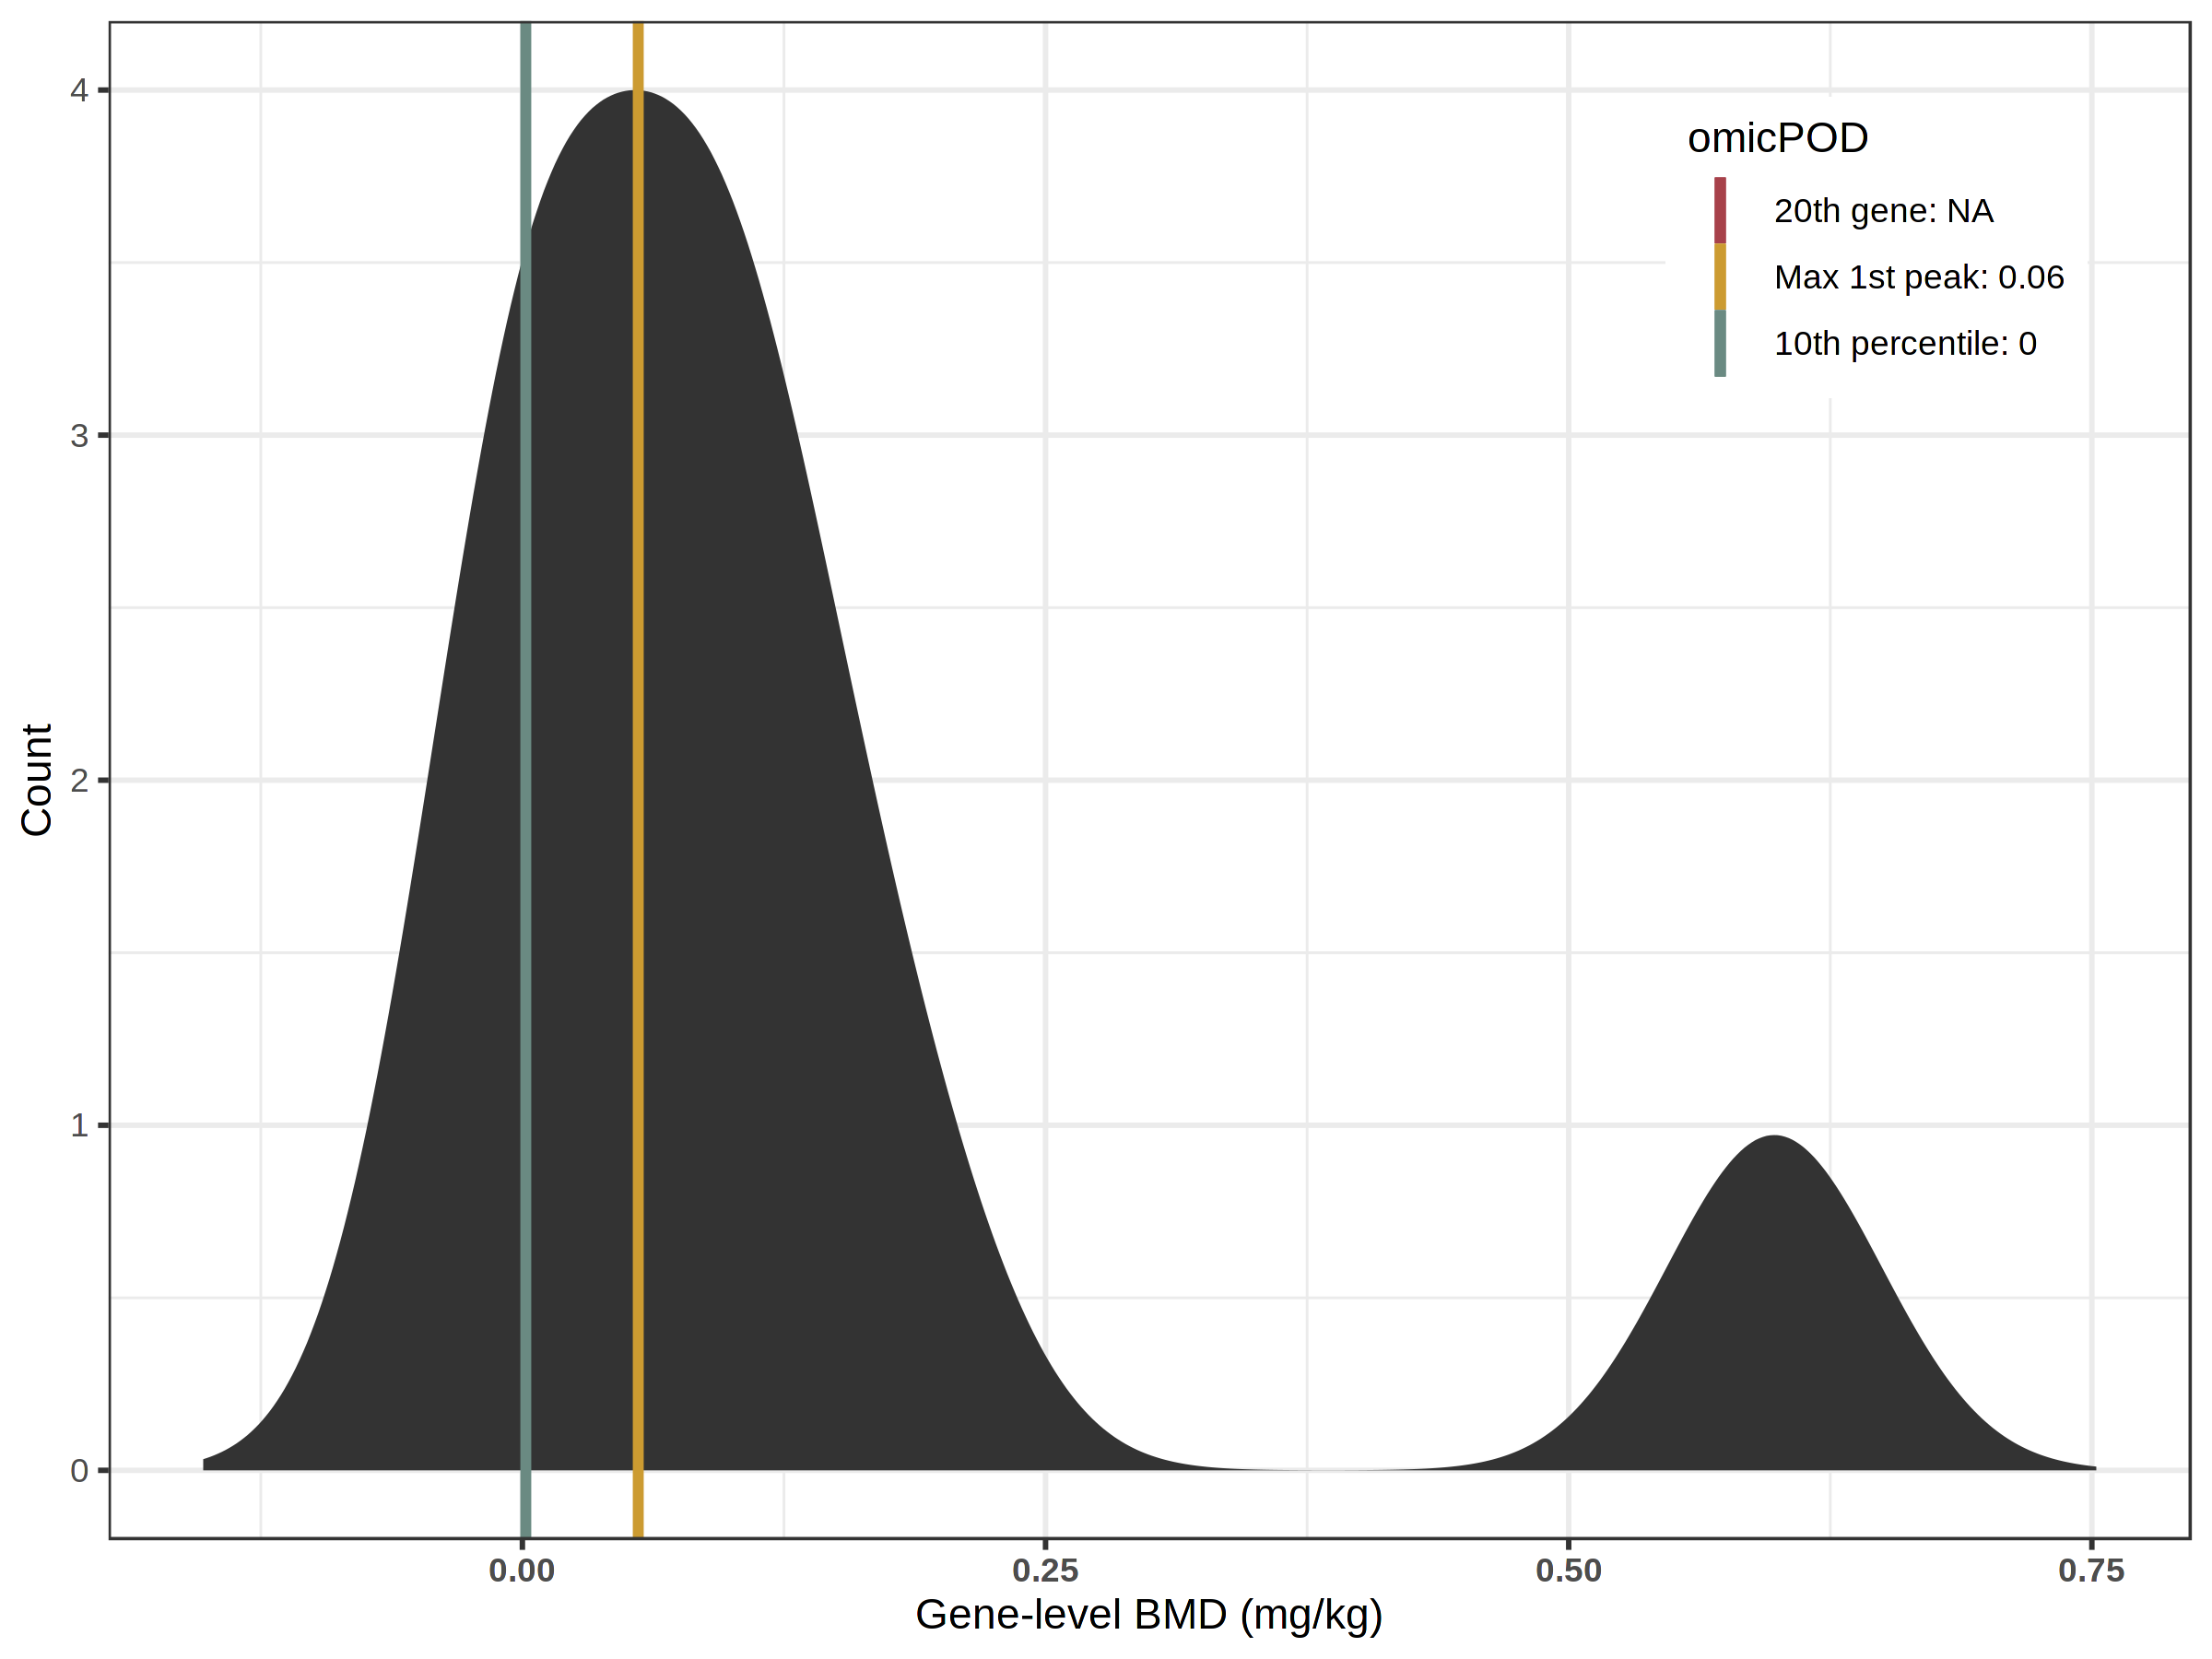 omicPOD
20th gene: NA
Max 1st peak: 0.06
10th percentile: 0
4
3
2
1
0
Count
0.00 0.25 0.50 0.75
Gene-level BMD (mg/kg)